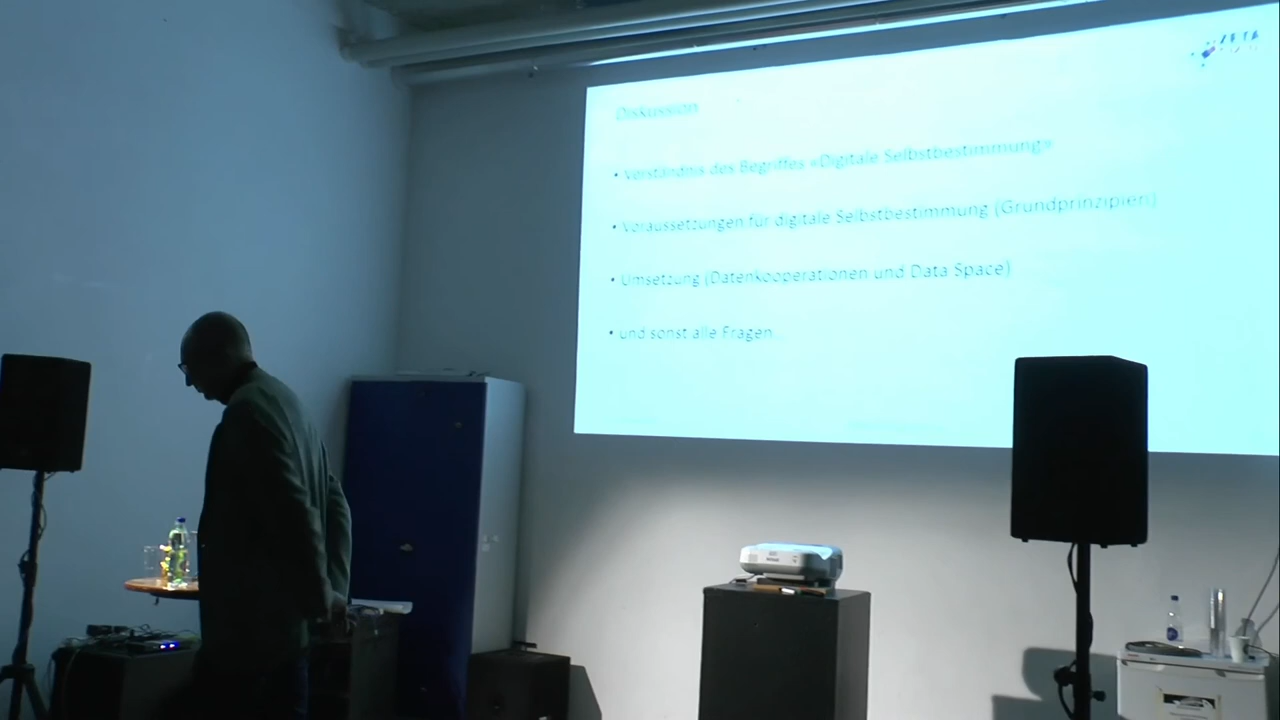 Diskussion
• Verständnis des Begriffes «Digitale Selbstbestimmung»
• Voraussetzungen für digitale Selbstbestimmung (Grundprinzipien)
• Umsetzung (Datenkooperationen und Data Space)
• und sonst alle Fragen